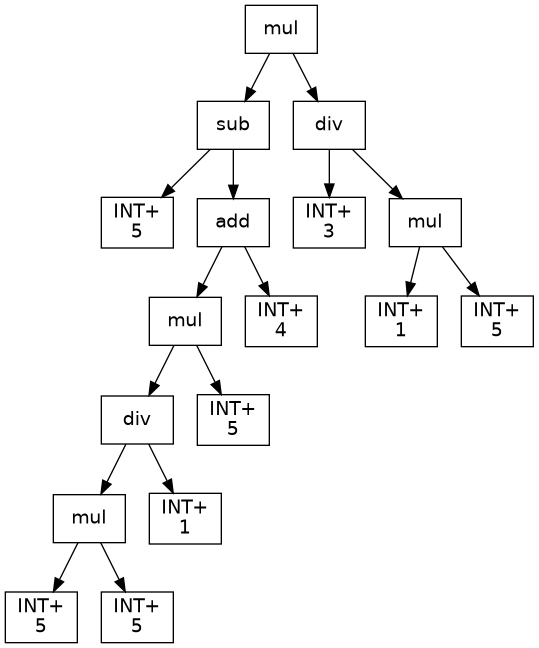 mul
sub
div
INT+
5
add
INT+
3
mul
mul
INT+
4
INT+
1
INT+
5
div
INT+
5
mul
INT+
1
INT+
5
INT+
5